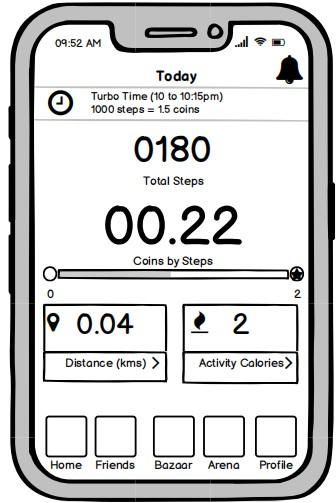 09:52 AM
Today
Turbo Time (10 to 10:15pm)
1000 steps = 1.5 coins
0180
Total Steps
00.22
Coins by Steps
0 2
0.04 2
Distance (kms) > Activity Calories>
Home Friends Bazaar Arena Profile